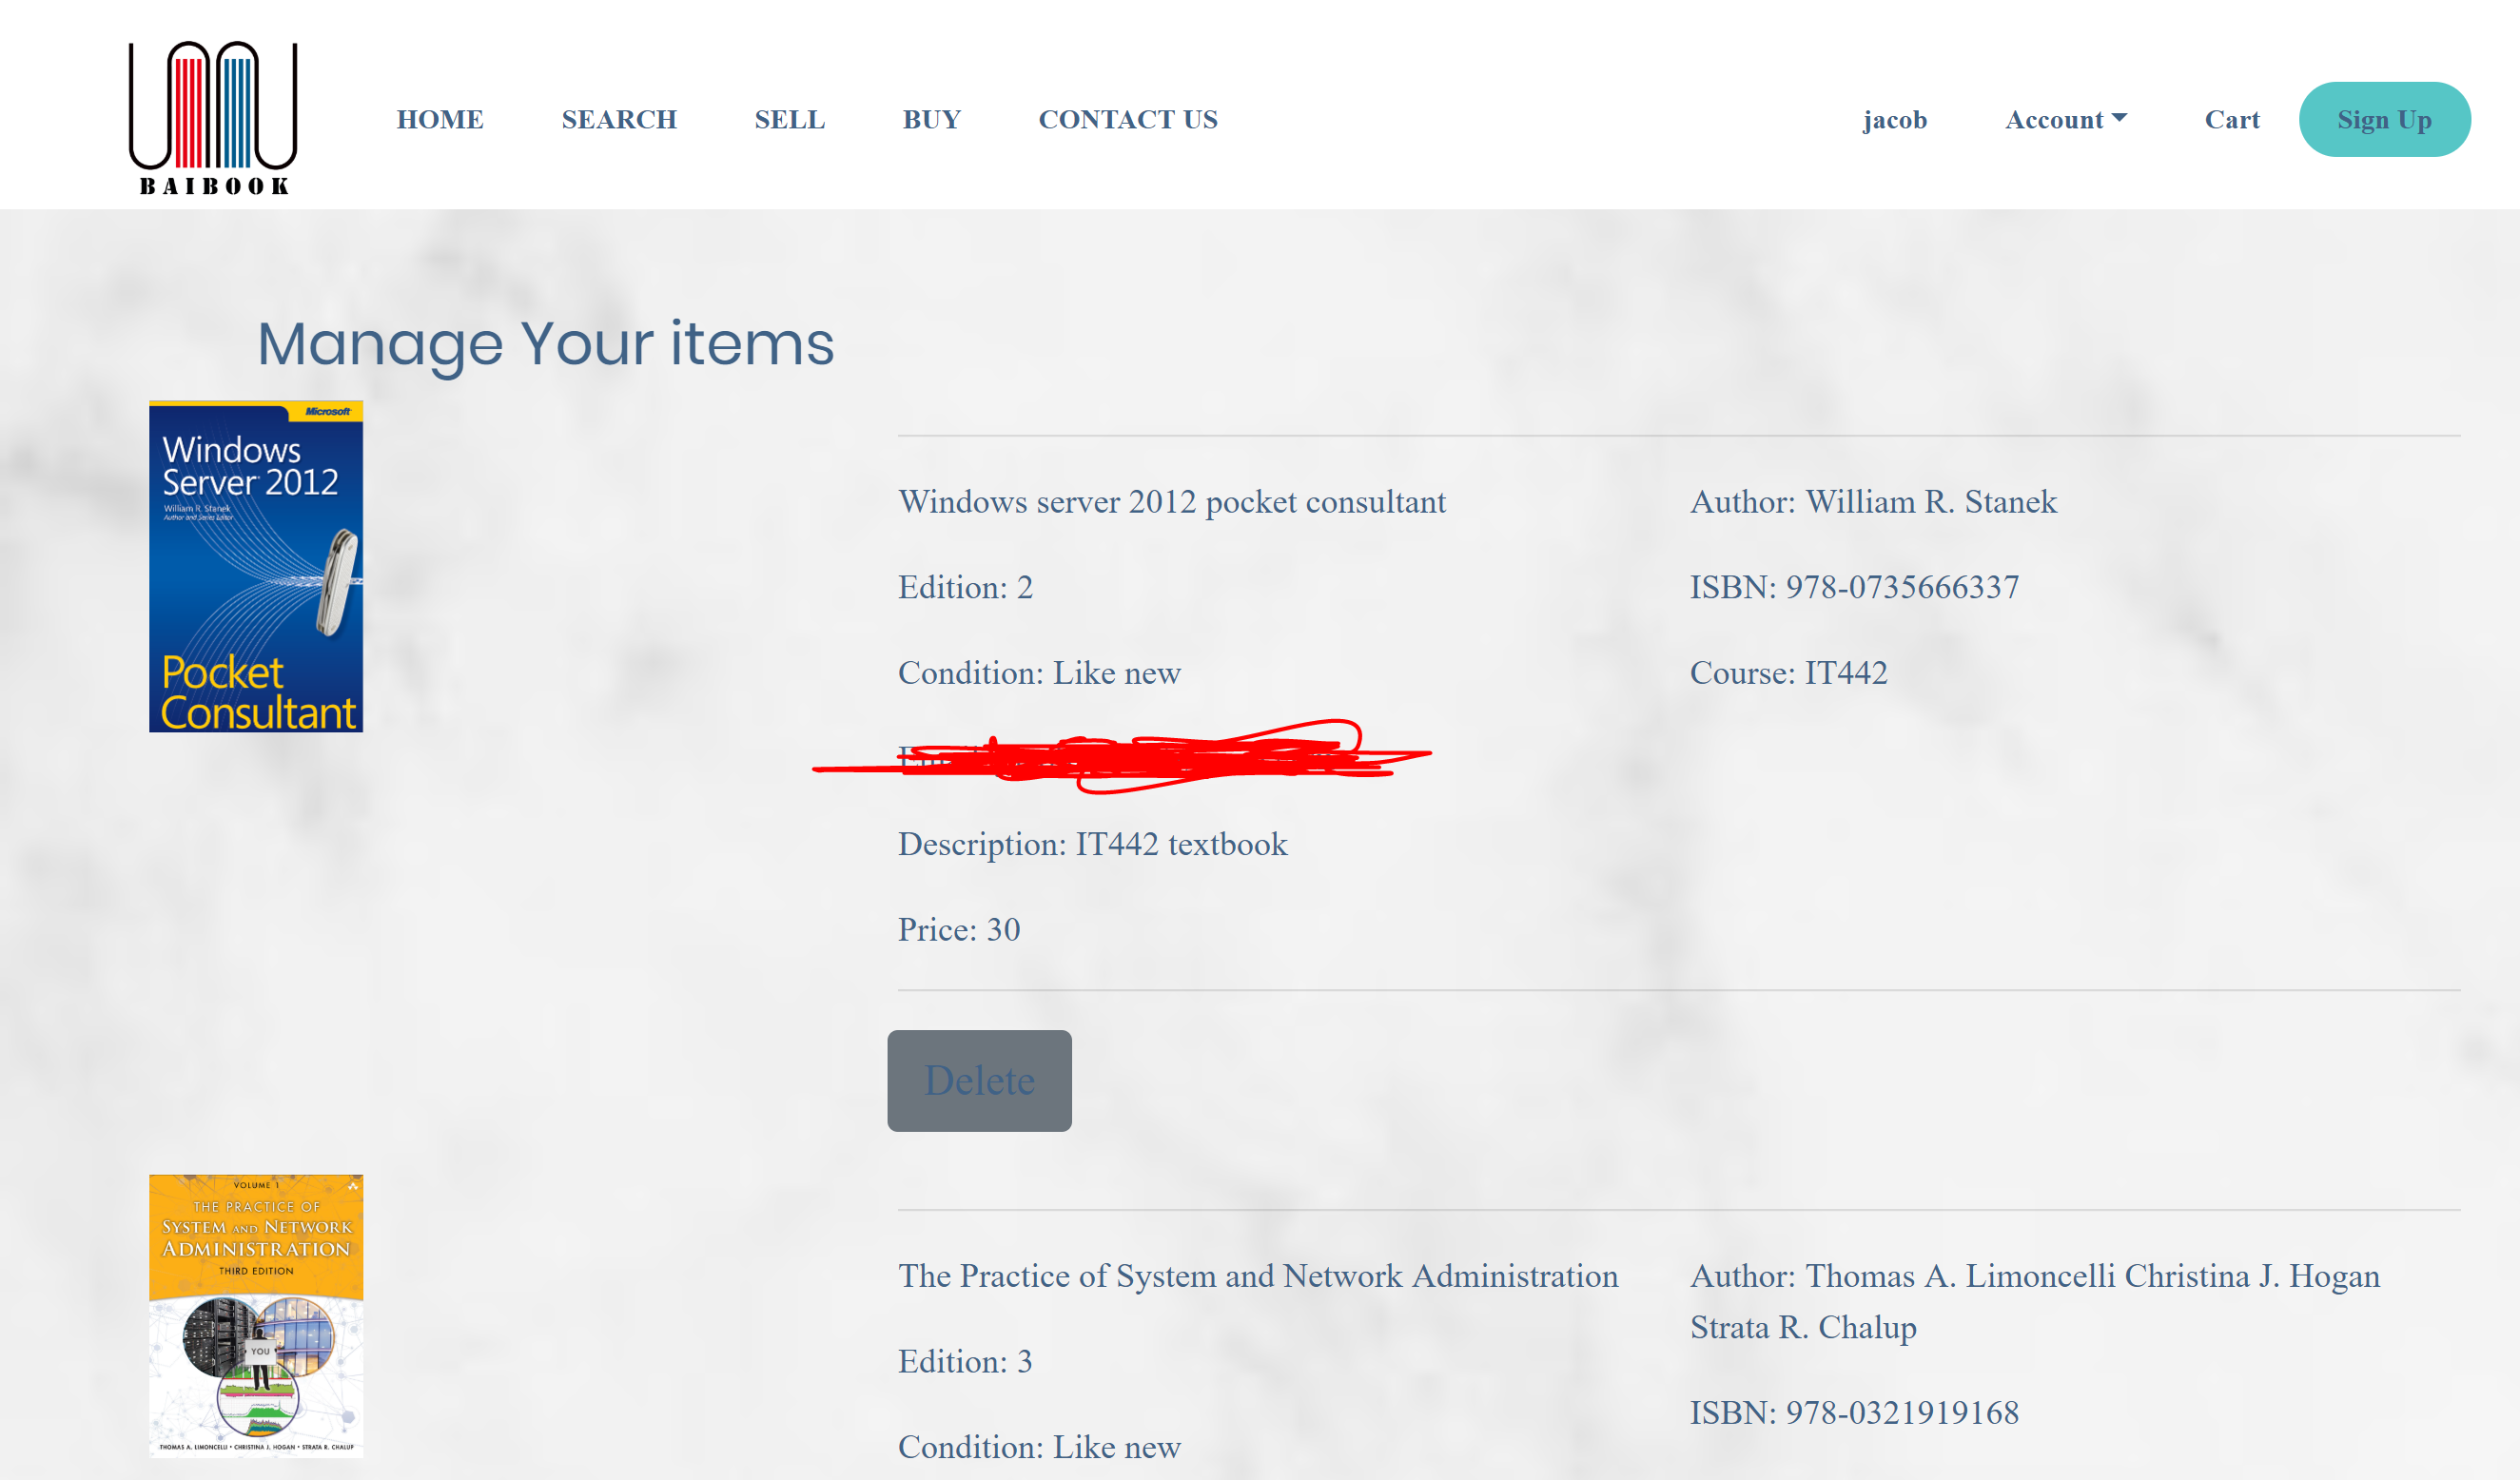 BAIBOOK
HOME SEARCH SELL BUY CONTACT US jacob Account Cart Sign Up
Manage Your items
Microsoft
Windows
Server 2012
William R. Stanek
Author and Series Editor
Pocket
Consultant
Windows server 2012 pocket consultant
Author: William R. Stanek
Edition: 2
ISBN: 978-0735666337
Condition: Like new
Course: IT442
Description: IT442 textbook
Price: 30
Delete
VOLUME 1
THE PRACTICE OF
SYSTEM AND NETWORK
ADMINISTRATION
THIRD EDITION
YOU
THOMAS A. LIMONCELLI • CHRISTINA J. HOGAN • STRATA R. CHALUP
The Practice of System and Network Administration
Author: Thomas A. Limoncelli Christina J. Hogan
Strata R. Chalup
Edition: 3
ISBN: 978-0321919168
Condition: Like new